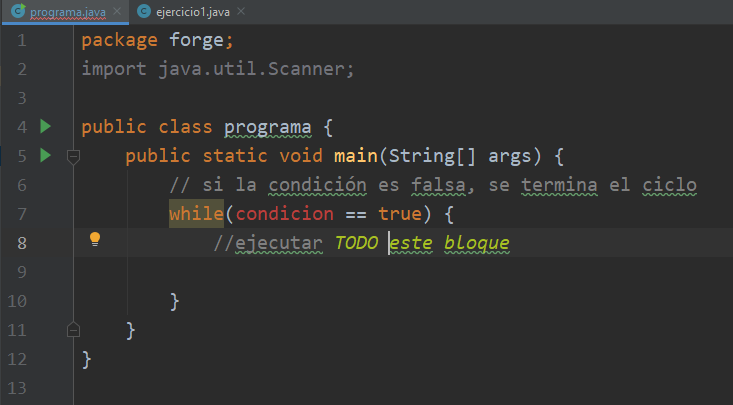 programa.java ejercicio1.java
1 package forge;
2 import java.util.Scanner;
3
4 public class programa {
5 public static void main(String[] args) {
6 // si la condición es falsa, se termina el ciclo
7 while(condicion == true) {
8 //ejecutar TODO este bloque
9
10 }
11 }
12 }
13